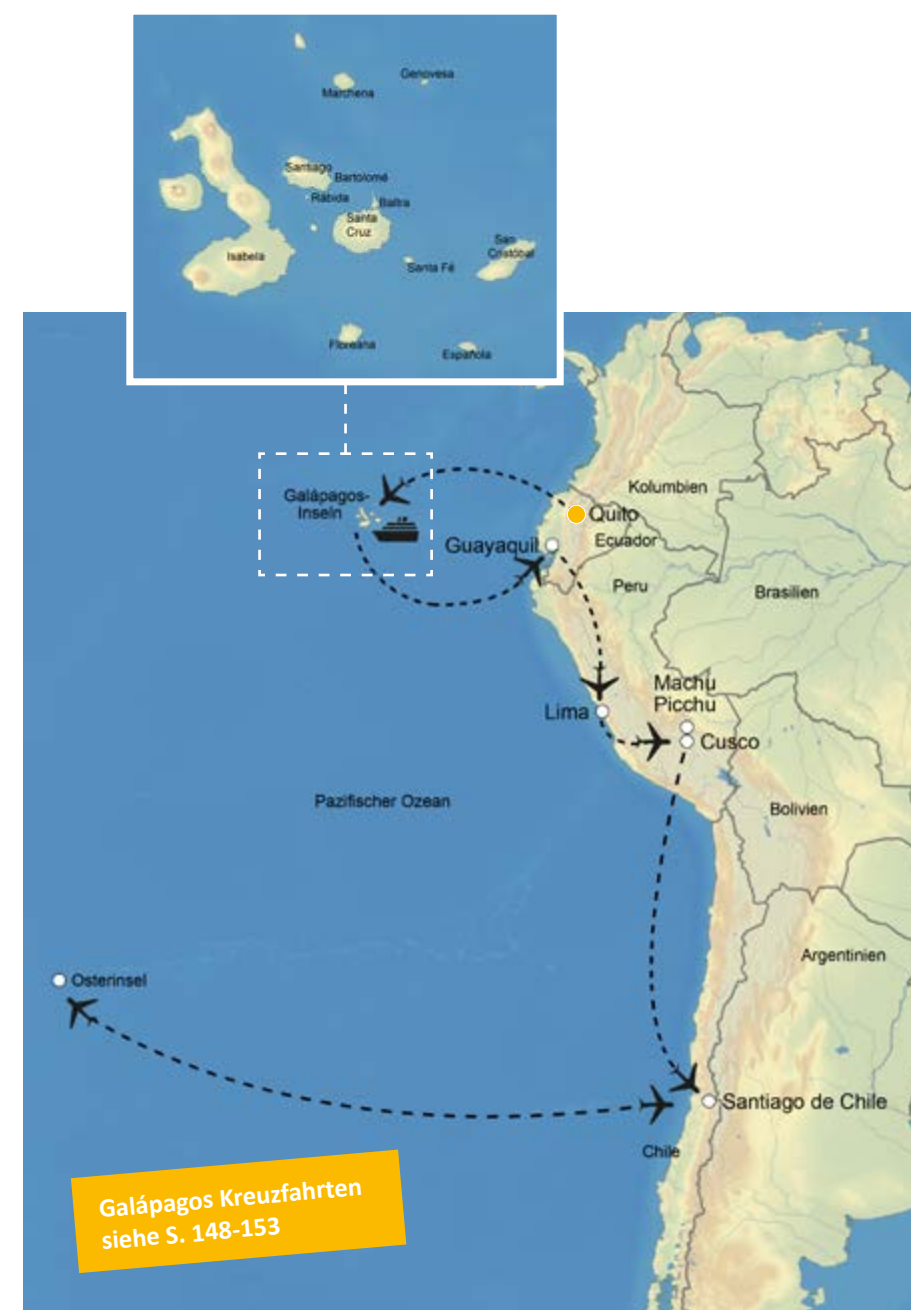 Genovesa
Marchena
Santiago
Bartolomé
Rábida
Baltra
Santa
Cruz
San
Cristóbal
Isabela
Santa Fé
Floreana
Española
Kolumbien
Galápagos-
Inseln
Quito
Ecuador
Guayaquil
Peru
Brasilien
Machu
Picchu
Lima
Cusco
Pazifischer Ozean
Bolivien
Argentinien
Osterinsel
Santiago de Chile
Chile
Galápagos Kreuzfahrten
siehe S. 148-153